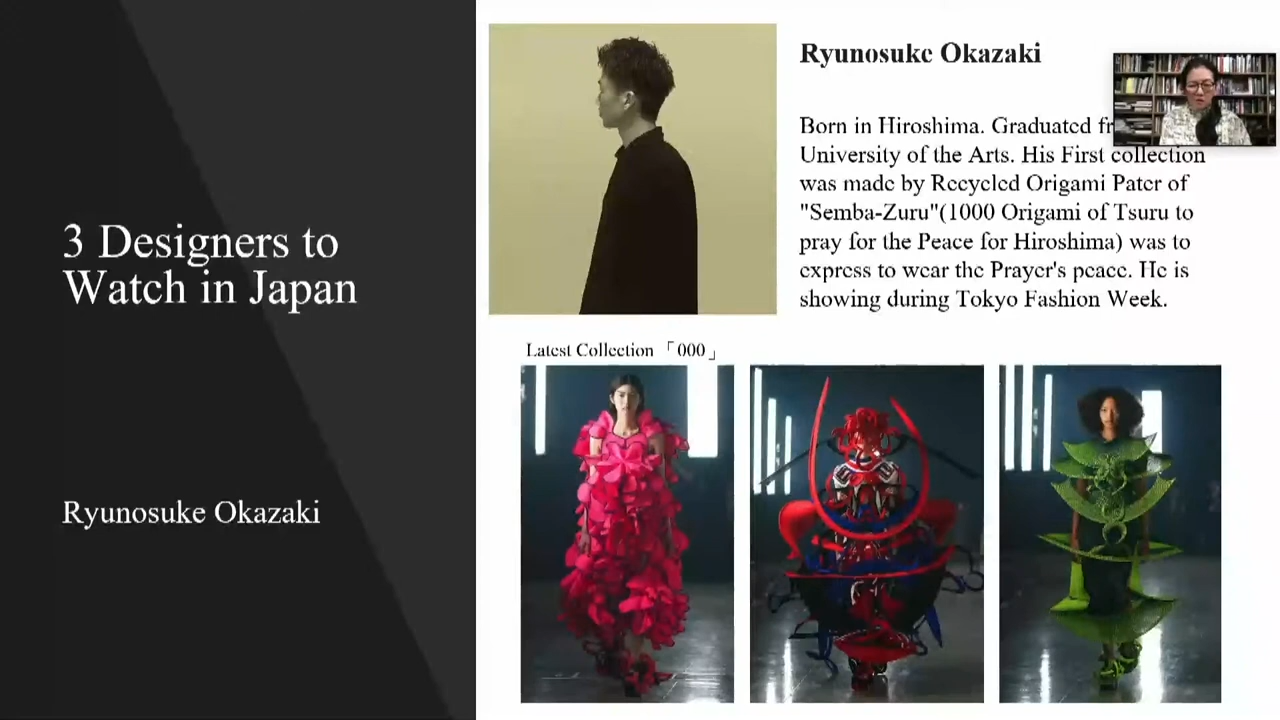 3 Designers to
Watch in Japan
Ryunosuke Okazaki
Ryunosuke Okazaki
Born in Hiroshima. Graduated
University of the Arts. His First collection
was made by Recycled Origami Pater of
"Semba-Zuru"(1000 Origami of Tsuru to
pray for the Peace for Hiroshima) was to
express to wear the Prayer's peace. He is
showing during Tokyo Fashion Week.
Latest Collection 「000」